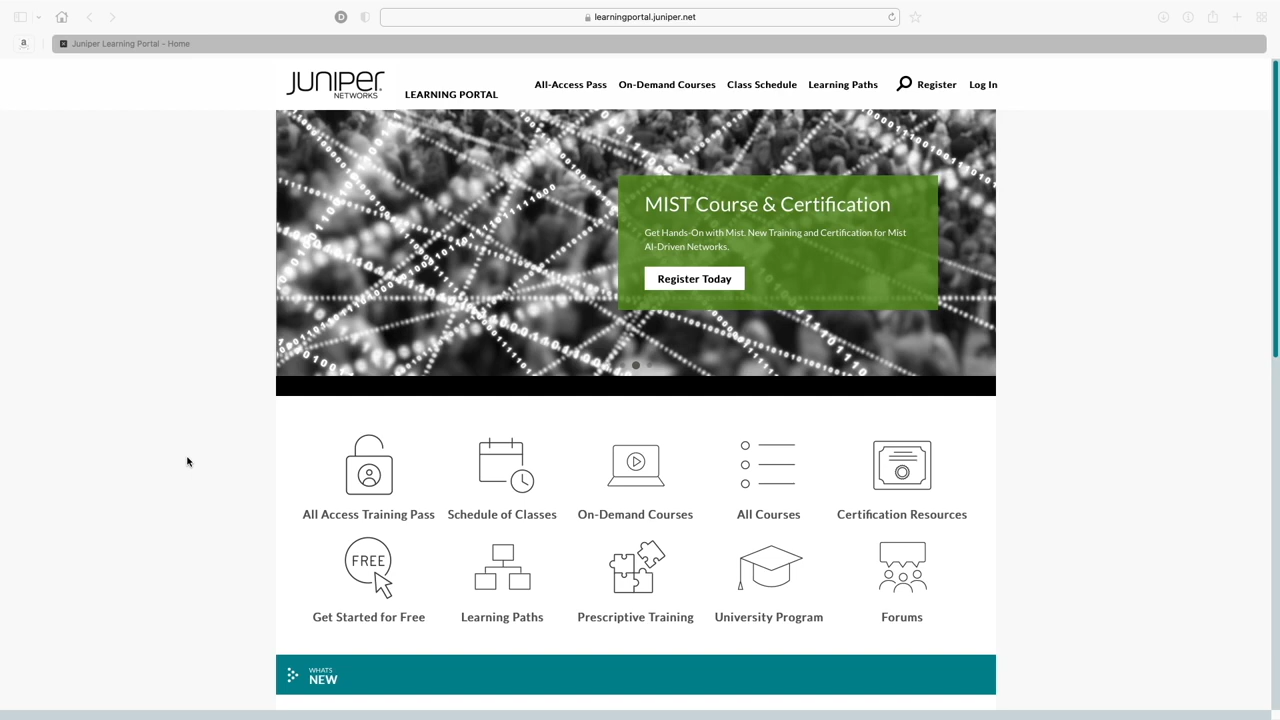 learningportal.juniper.net
Juniper Learning Portal - Home
JUNIPER
NETWORKS
LEARNING PORTAL
All-Access Pass
On-Demand Courses
Class Schedule
Learning Paths
Register
Log In
MIST Course & Certification
Get Hands-On with Mist. New Training and Certification for Mist
AI-Driven Networks.
Register Today
All Access Training Pass
Schedule of Classes
On-Demand Courses
All Courses
Certification Resources
FREE
Get Started for Free
Learning Paths
Prescriptive Training
University Program
Forums
WHATS
NEW